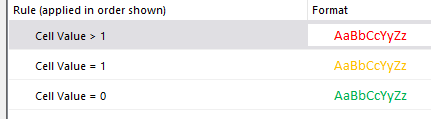 Rule (applied in order shown) Format
Cell Value > 1 AaBbCcYyZz
Cell Value = 1 AaBbCcYyZz
Cell Value = 0 AaBbCcYyZz